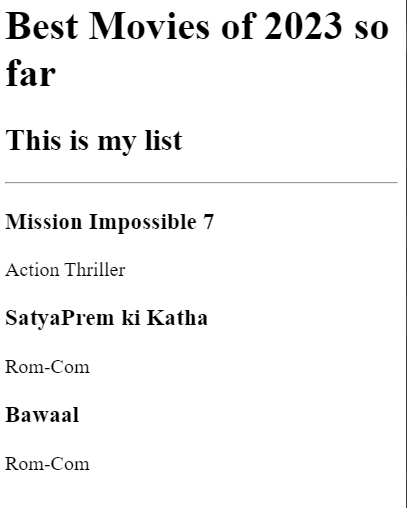 Best Movies of 2023 so
far
This is my list
Mission Impossible 7
Action Thriller
SatyaPrem ki Katha
Rom-Com
Bawaal
Rom-Com